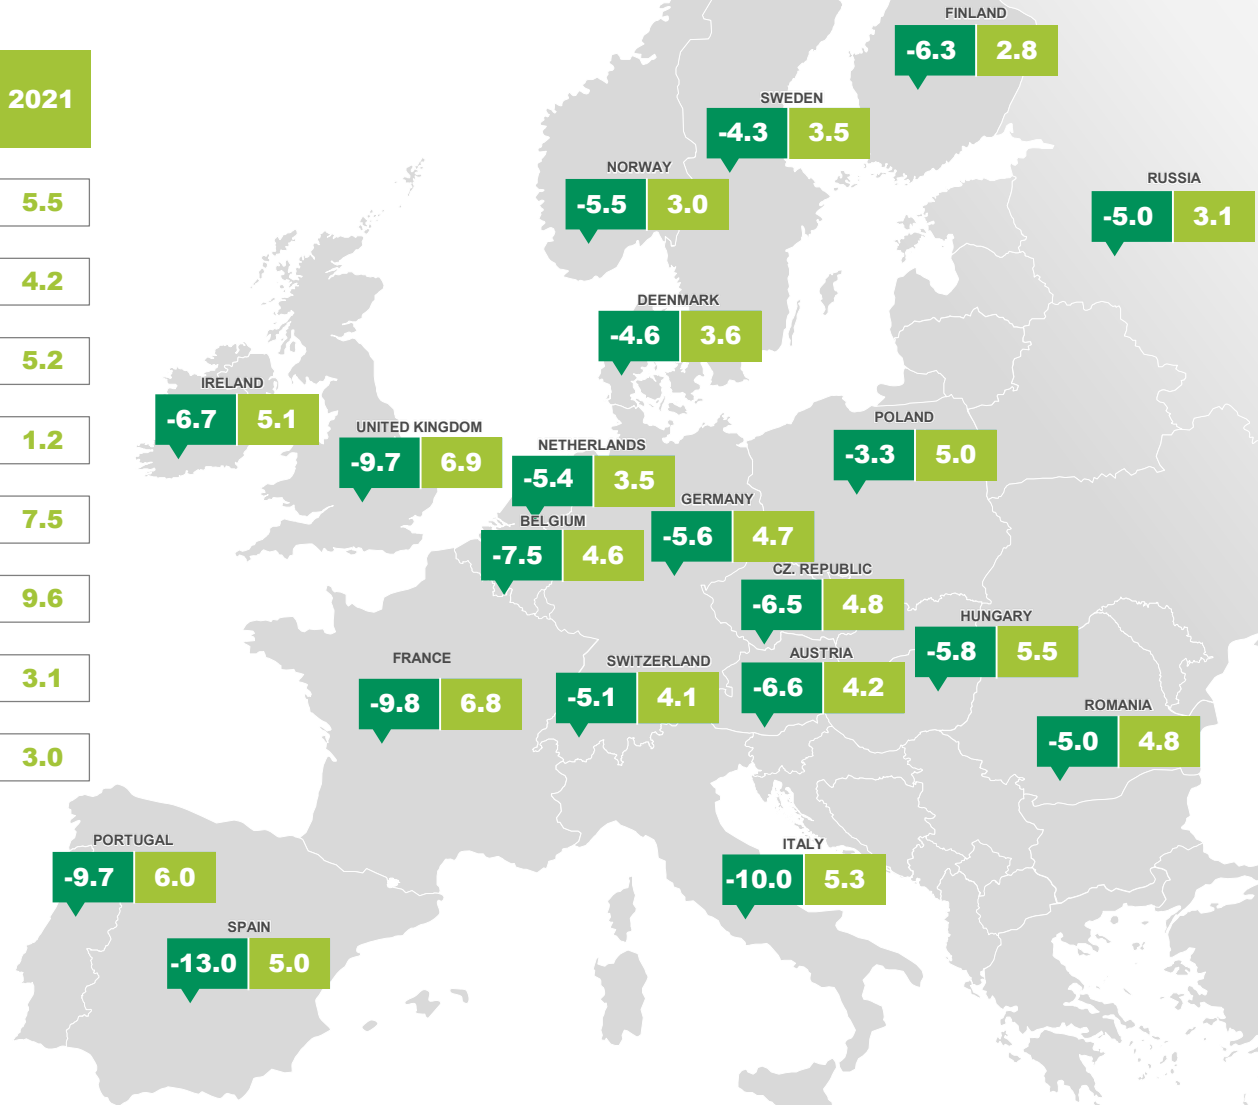 2021
5.5
4.2
5.2
1.2
7.5
9.6
3.1
3.0
FINLAND
-6.3 2.8
SWEDEN
-4.3 3.5
NORWAY
-5.5 3.0
RUSSIA
-5.0 3.1
DEENMARK
-4.6 3.6
IRELAND
-6.7 5.1
UNITED KINGDOM
-9.7 6.9
POLAND
-3.3 5.0
NETHERLANDS
-5.4 3.5
GERMANY
-5.6 4.7
BELGIUM
-7.5 4.6
CZ. REPUBLIC
-6.5 4.8
HUNGARY
-5.8 5.5
FRANCE
-9.8 6.8
SWITZERLAND
-5.1 4.1
AUSTRIA
-6.6 4.2
ROMANIA
-5.0 4.8
PORTUGAL
-9.7 6.0
ITALY
-10.0 5.3
SPAIN
-13.0 5.0